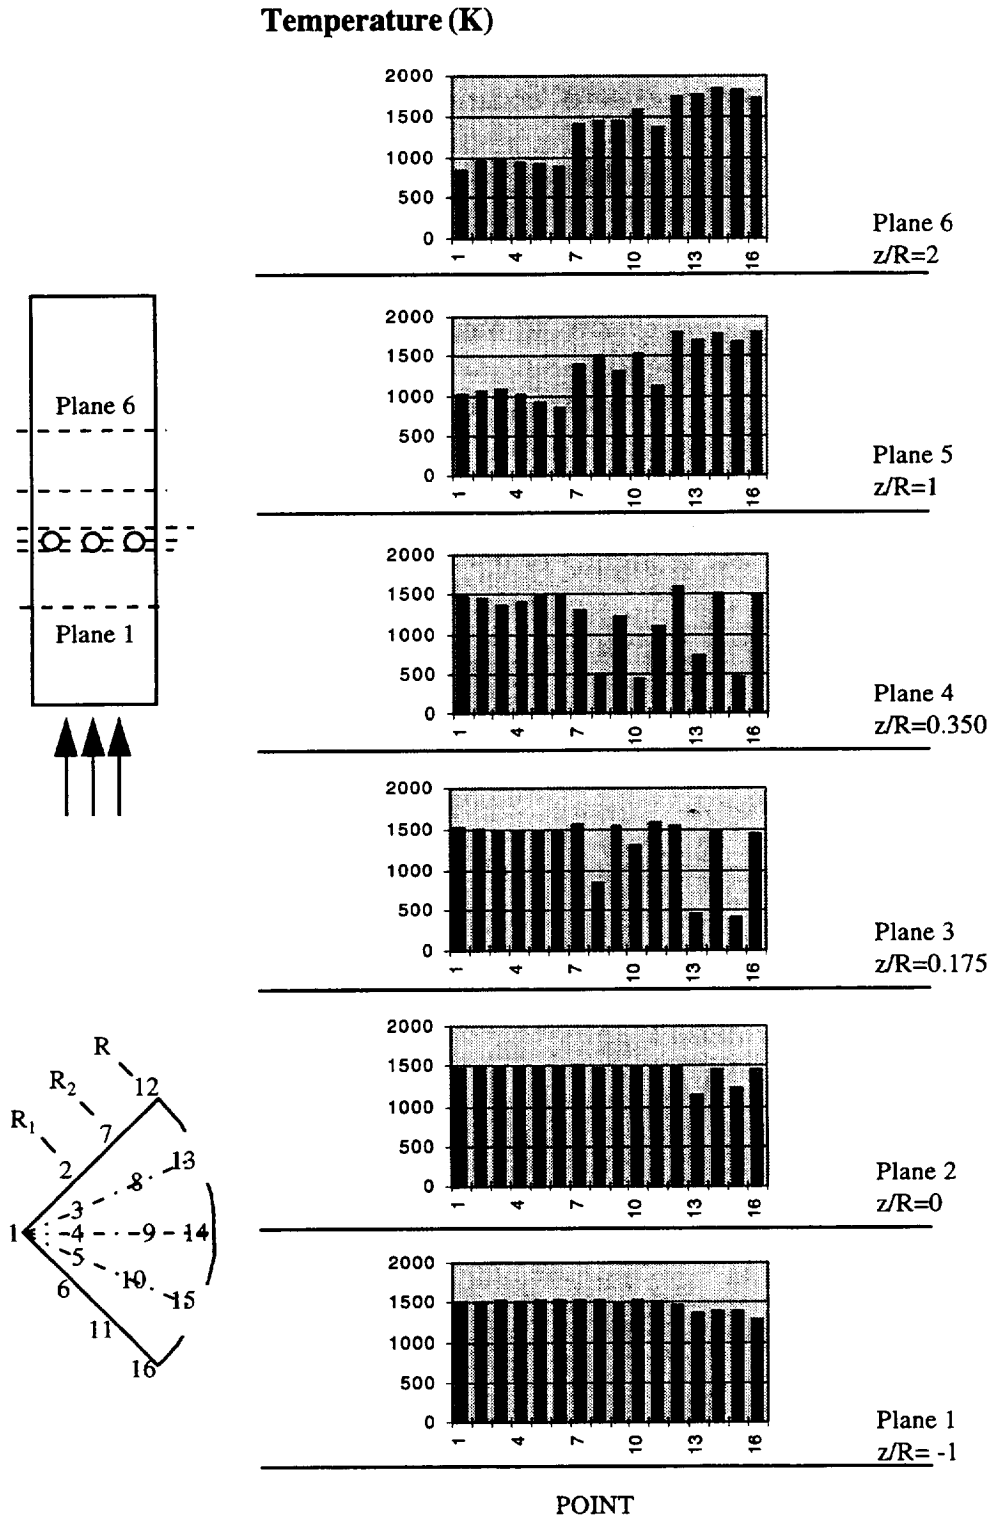 Temperature (K)
2000
1500
1000
500
0
1 4 7 10 13 16
Plane 6
z/R=2
2000
1500
1000
500
0
1 4 7 10 13 16
Plane 5
z/R=1
2000
1500
1000
500
0
1 4 7 10 13 16
Plane 4
z/R=0.350
2000
1500
1000
500
0
1 4 7 10 13 16
Plane 3
z/R=0.175
2000
1500
1000
500
0
1 4 7 10 13 16
Plane 2
z/R=0
2000
1500
1000
500
0
1 4 7 10 13 16
Plane 1
z/R= -1
POINT
Plane 6
Plane 1
R
12
R2
7
R1
2
13
8
3
1 4 9 14
5
10
6
15
11
16